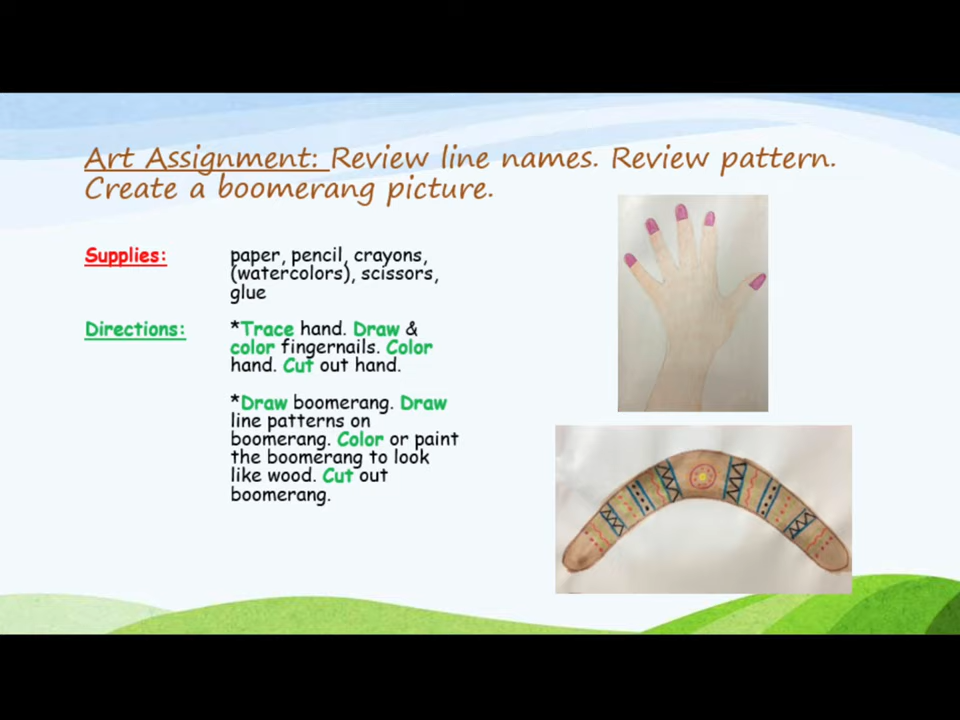 Art Assignment: Review line names. Review pattern.
Create a boomerang picture.
Supplies:
paper, pencil, crayons,
(watercolors), scissors,
glue
Directions:
*Trace hand. Draw &
color fingernails. Color
hand. Cut out hand.
*Draw boomerang. Draw
line patterns on
boomerang. Color or paint
the boomerang to look
like wood. Cut out
boomerang.